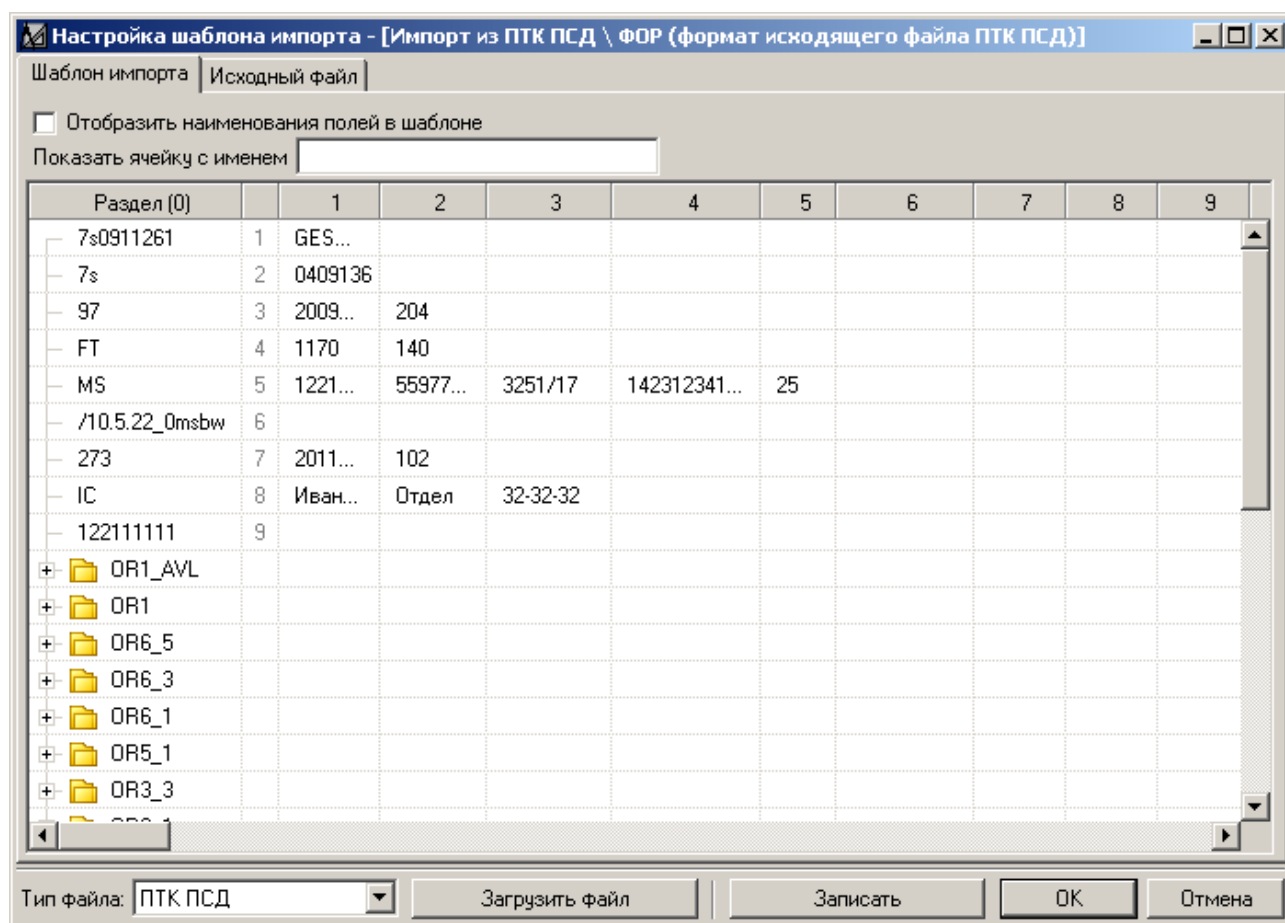 Настройка шаблона импорта - [Импорт из ПТК ПСД \ ФОР (формат исходящего файла ПТК ПСД)]
Шаблон импорта Исходный файл
Отобразить наименования полей в шаблоне
Показать ячейку с именем
Раздел (0) 1 2 3 4 5 6 7 8 9
7s0911261 1 GES...
7s 2 0409136
97 3 2009... 204
FT 4 1170 140
MS 5 1221... 55977... 3251/17 142312341... 25
/10.5.22_0msbw 6
273 7 2011... 102
IC 8 Иван... Отдел 32-32-32
122111111 9
OR1_AVL
OR1
OR6_5
OR6_3
OR6_1
OR5_1
OR3_3
Тип файла: ПТК ПСД Загрузить файл Записать OK Отмена